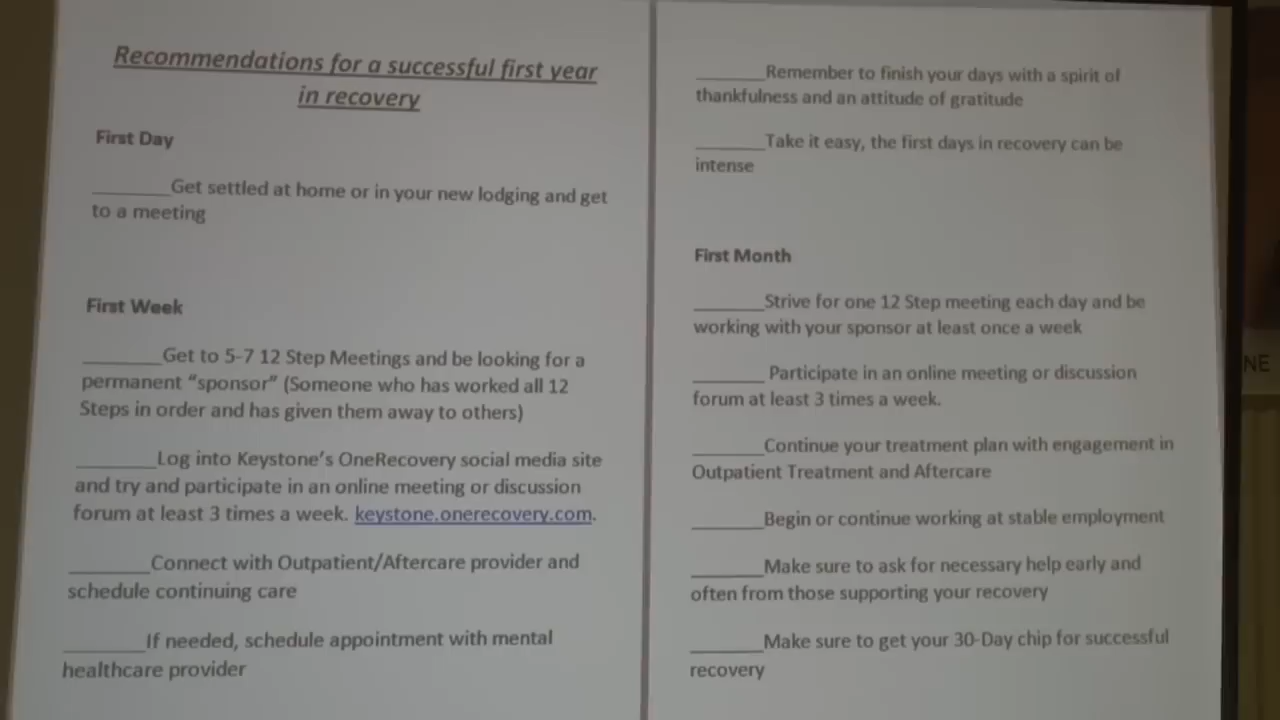 Recommendations for a successful first year
in recovery
First Day
________Get settled at home or in your new lodging and get
to a meeting
First Week
________Get to 5-7 12 Step Meetings and be looking for a
permanent “sponsor” (Someone who has worked all 12
Steps in order and has given them away to others)
________Log into Keystone’s OneRecovery social media site
and try and participate in an online meeting or discussion
forum at least 3 times a week. keystone.onerecovery.com.
________Connect with Outpatient/Aftercare provider and
schedule continuing care
________If needed, schedule appointment with mental
healthcare provider
_______Remember to finish your days with a spirit of
thankfulness and an attitude of gratitude
_______Take it easy, the first days in recovery can be
intense
First Month
_______Strive for one 12 Step meeting each day and be
working with your sponsor at least once a week
_______ Participate in an online meeting or discussion
forum at least 3 times a week.
_______Continue your treatment plan with engagement in
Outpatient Treatment and Aftercare
_______Begin or continue working at stable employment
_______Make sure to ask for necessary help early and
often from those supporting your recovery
_______Make sure to get your 30-Day chip for successful
recovery
NE